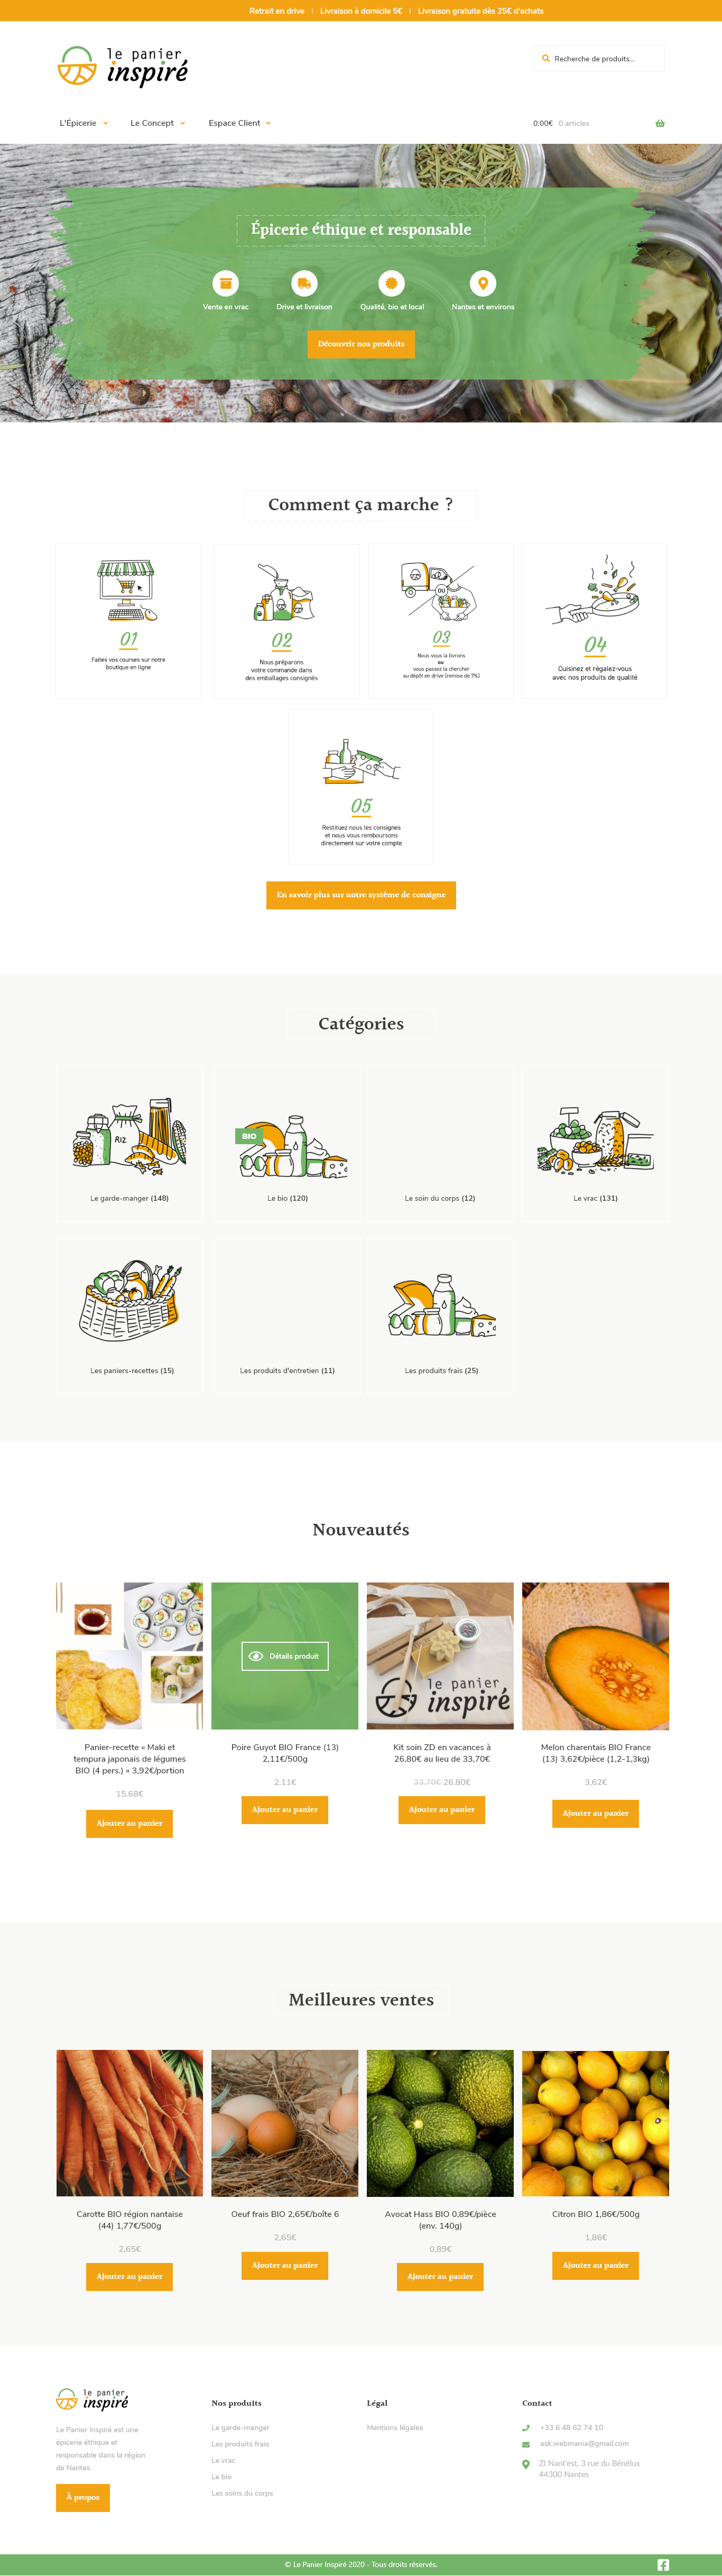 Retrait en drive | Livraison à domicile 5€ | Livraison gratuite dès 25€ d'achats
le panier
inspiré
Recherche de produits...
L'Épicerie Le Concept Espace Client
0.00€ 0 articles
Épicerie éthique et responsable
Vente en vrac Drive et livraison Qualité, bio et local Nantes et environs
Découvrir nos produits
Comment ça marche ?
01
Faites vos courses sur notre
boutique en ligne
02
Nous préparons
votre commande dans
des emballages consignés
OU
03
Nous vous la livrons
ou
vous passez la chercher
au dépôt en drive (remise de 7%)
04
Cuisinez et régalez-vous
avec nos produits de qualité
05
Restituez nous les consignes
et nous vous remboursons
directement sur votre compte
En savoir plus sur notre système de consigne
Catégories
RIZ
Le garde-manger (148)
BIO
Le bio (120)
Le soin du corps (12)
Le vrac (131)
Les paniers-recettes (15)
Les produits d'entretien (11)
Les produits frais (25)
Nouveautés
Panier-recette « Maki et
tempura japonais de légumes
BIO (4 pers.) » 3,92€/portion
15.68€
Ajouter au panier
Détails produit
Poire Guyot BIO France (13)
2,11€/500g
2.11€
Ajouter au panier
le panier
inspiré
Kit soin ZD en vacances à
26,80€ au lieu de 33,70€
33.70€ 26.80€
Ajouter au panier
Melon charentais BIO France
(13) 3,62€/pièce (1,2-1,3kg)
3,62€
Ajouter au panier
Meilleures ventes
Carotte BIO région nantaise
(44) 1,77€/500g
2,65€
Ajouter au panier
Oeuf frais BIO 2,65€/boîte 6
2,65€
Ajouter au panier
Avocat Hass BIO 0,89€/pièce
(env. 140g)
0,89€
Ajouter au panier
Citron BIO 1,86€/500g
1,86€
Ajouter au panier
le panier
inspiré
Le Panier Inspiré est une
épicerie éthique et
responsable dans la région
de Nantes.
À propos
Nos produits
Le garde-manger
Les produits frais
Le vrac
Le bio
Les soins du corps
Légal
Mentions légales
Contact
+33 6 48 62 74 10
ask.webmania@gmail.com
ZI Nant'est, 3 rue du Bénélux
44300 Nantes
© Le Panier Inspiré 2020 - Tous droits réservés.